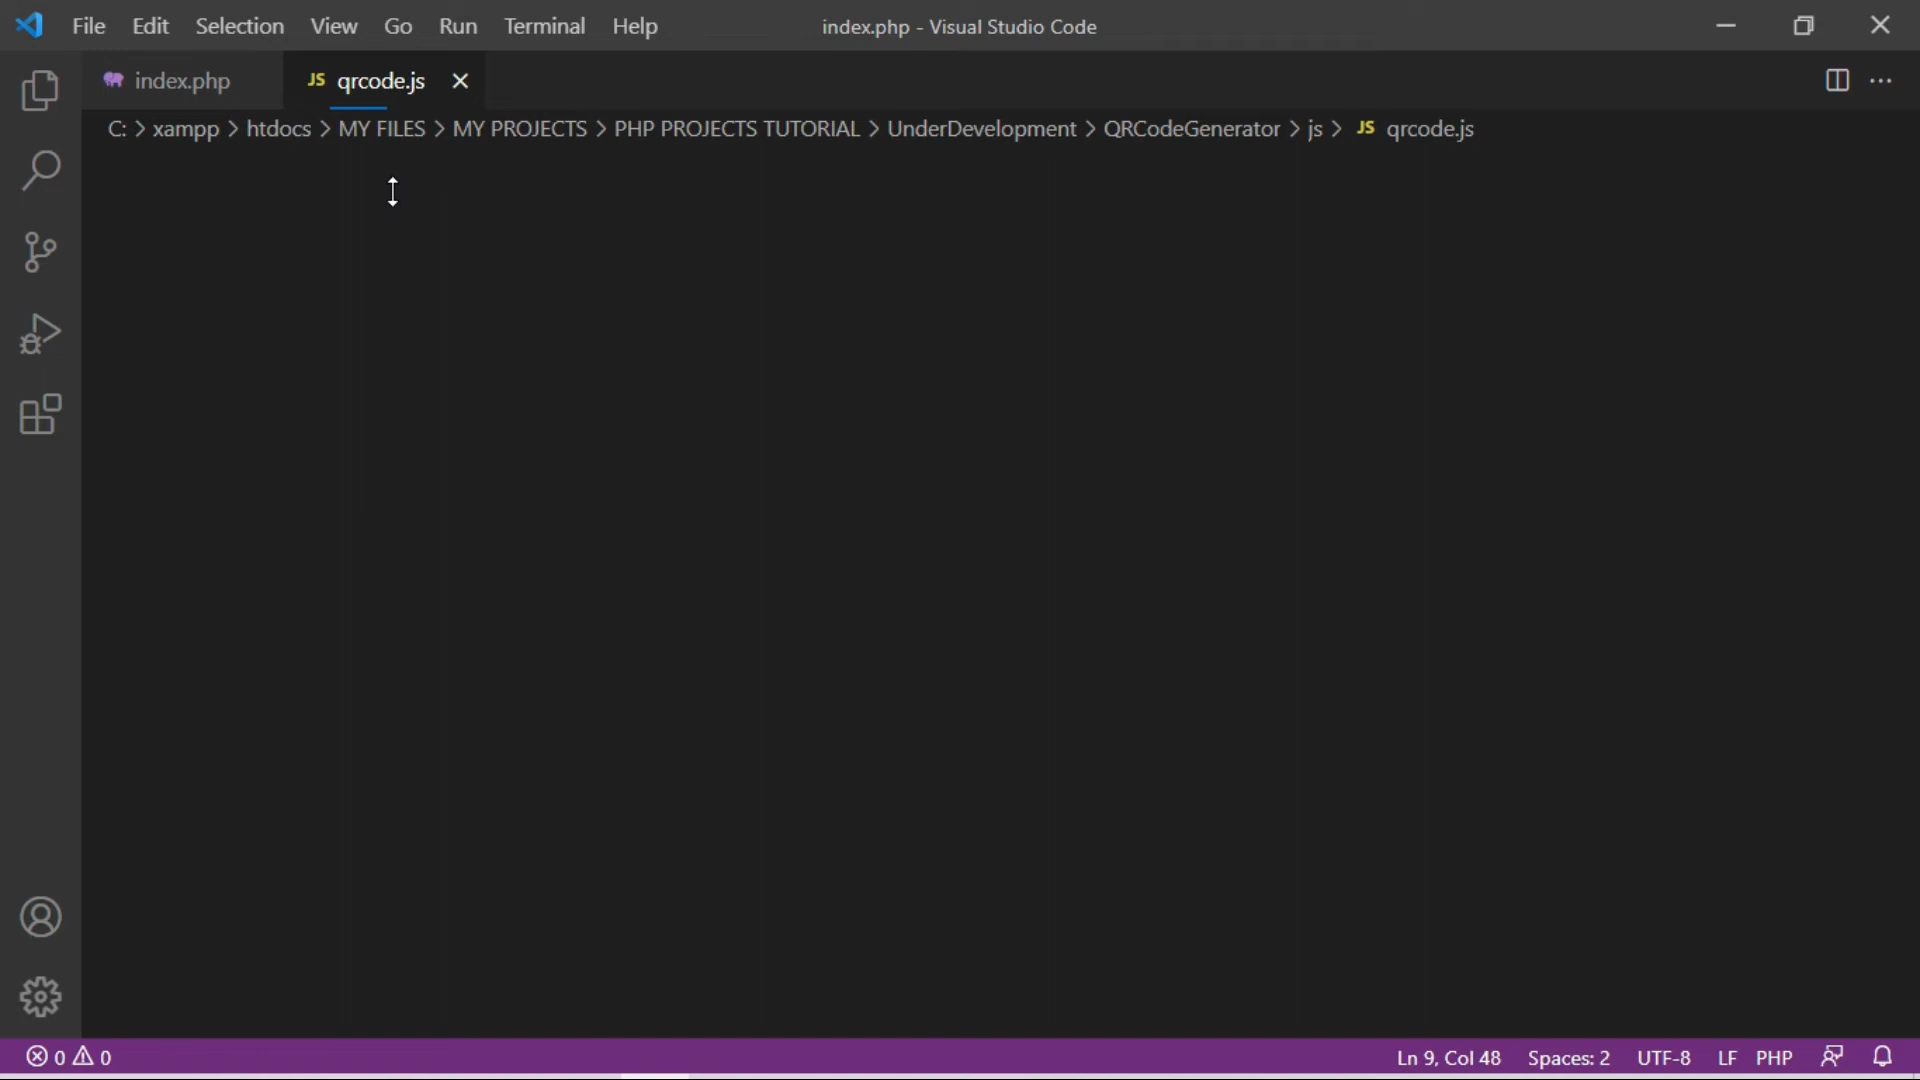 File Edit Selection View Go Run Terminal Help index.php - Visual Studio Code
index.php JS qrcode.js
C: > xampp > htdocs > MY FILES > MY PROJECTS > PHP PROJECTS TUTORIAL > UnderDevelopment > QRCodeGenerator > js > JS qrcode.js
0 0 Ln 9, Col 48 Spaces: 2 UTF-8 LF PHP